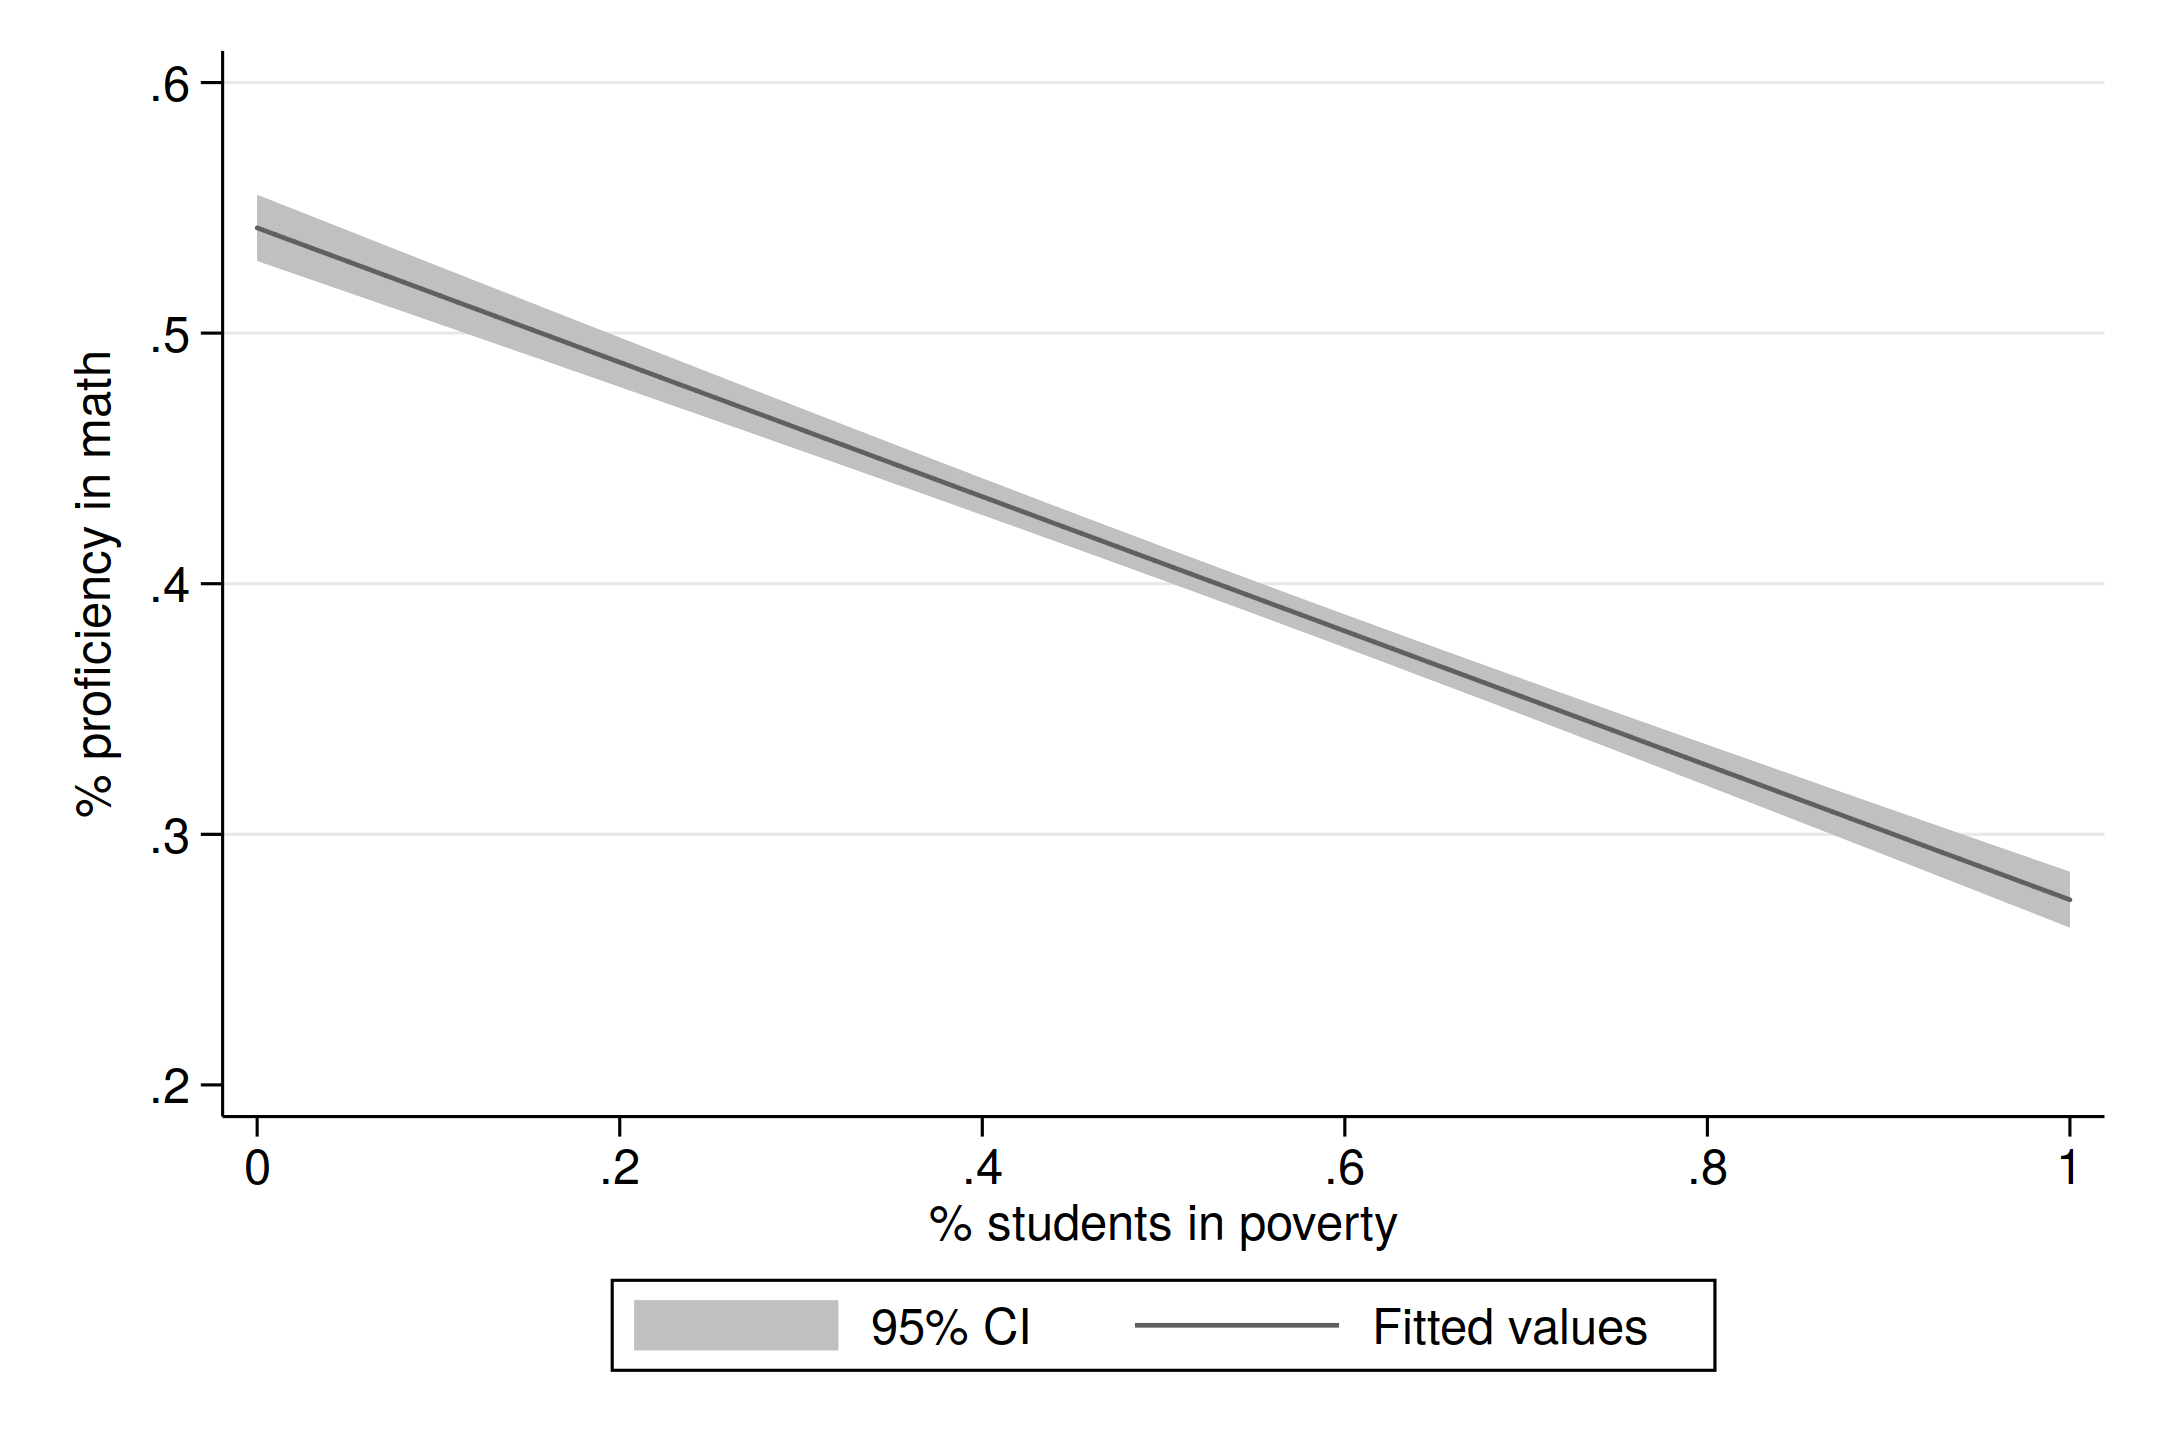 % proficiency in math
.6
.5
.4
.3
.2
0 .2 .4 .6 .8 1
% students in poverty
95% CI Fitted values